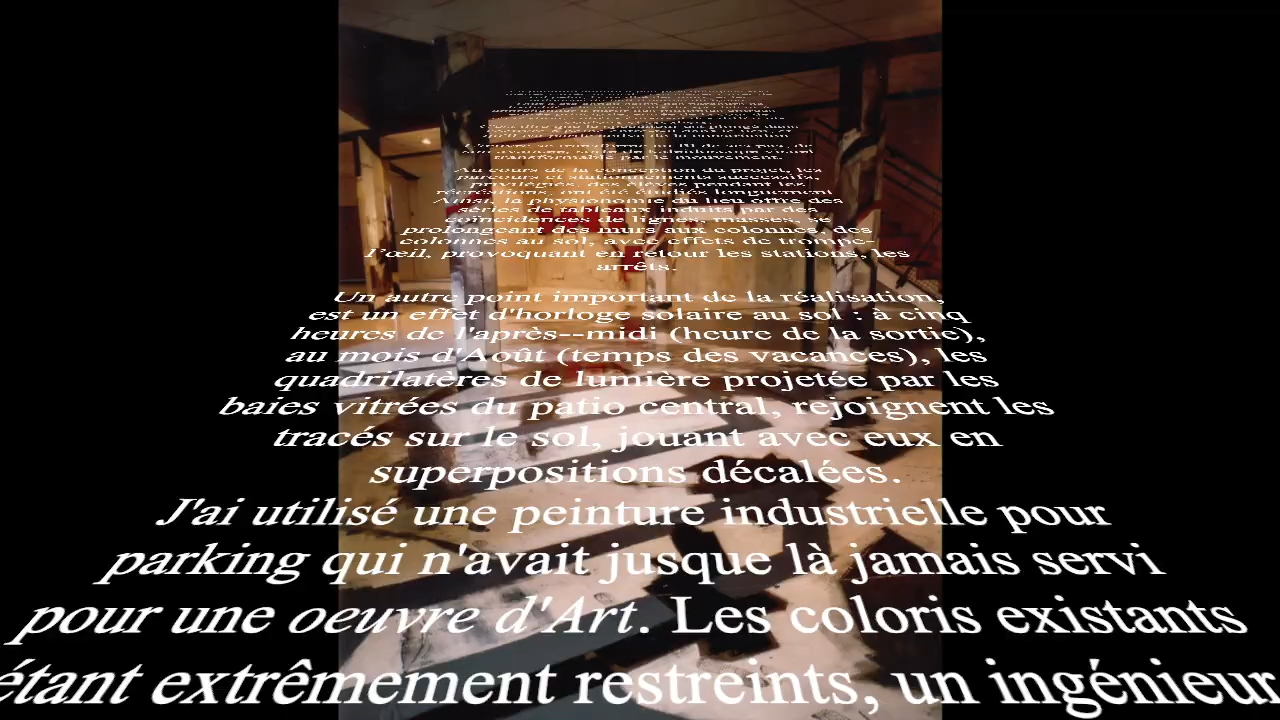 transformable par le mouvement.
Au cours de la conception du projet, les
parcours et stationnements successifs,
privilégiés, des élèves pendant les
récréations, ont été étudiés longuement
Ainsi, la physionomie du lieu offre des
séries de tableaux induits par des
coïncidences de lignes, masses, se
prolongeant des murs aux colonnes, des
colonnes au sol, avec effets de trompe-
l'œil, provoquant en retour les stations, les
arrêts.
Un autre point important de la réalisation,
est un effet d'horloge solaire au sol : à cinq
heures de l'après--midi (heure de la sortie),
au mois d'Août (temps des vacances), les
quadrilatères de lumière projetée par les
baies vitrées du patio central, rejoignent les
tracés sur le sol, jouant avec eux en
superpositions décalées.
J'ai utilisé une peinture industrielle pour
parking qui n'avait jusque là jamais servi
pour une oeuvre d'Art. Les coloris existants
étant extrêmement restreints, un ingénieur